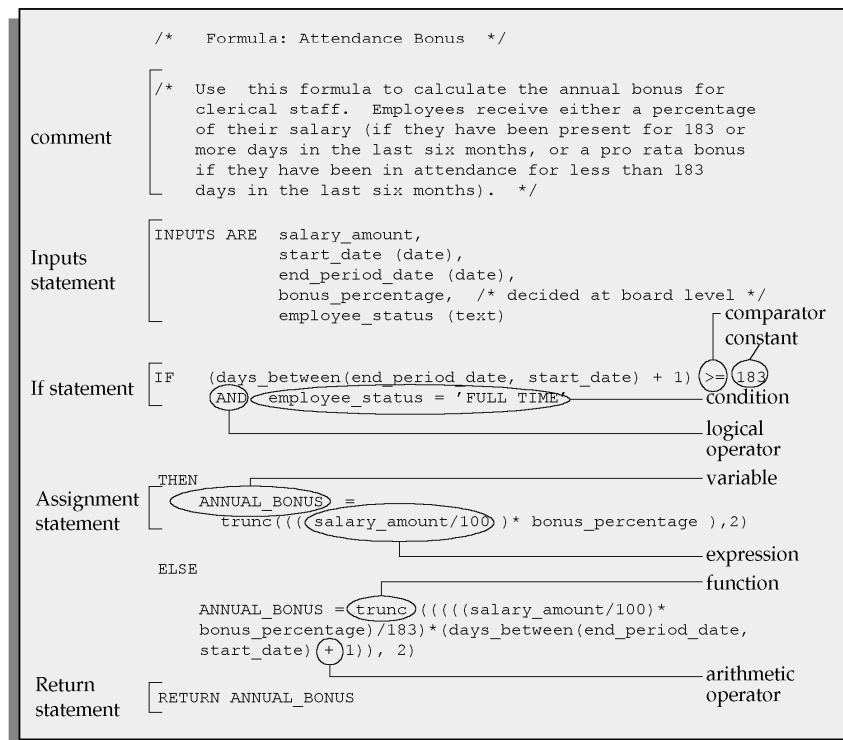 /*   Formula: Attendance Bonus   */
comment
/*  Use  this formula to calculate the annual bonus for
clerical staff.  Employees receive either a percentage
of their salary (if they have been present for 183 or
more days in the last six months, or a pro rata bonus
if they have been in attendance for less than 183
days in the last six months).  */
Inputs
statement
INPUTS ARE  salary_amount,
start_date (date),
end_period_date (date),
bonus_percentage,  /* decided at board level */
employee_status (text)
comparator
constant
If statement
IF   (days_between(end_period_date, start_date) + 1) >= 183
AND  employee_status = ’FULL TIME’
condition
logical
operator
Assignment
statement
THEN
variable
ANNUAL_BONUS  =
trunc(((salary_amount/100 )* bonus_percentage ),2)
expression
ELSE
function
ANNUAL_BONUS = trunc (((((salary_amount/100)*
bonus_percentage)/183)*(days_between(end_period_date,
start_date) + 1)), 2)
arithmetic
operator
Return
statement
RETURN ANNUAL_BONUS